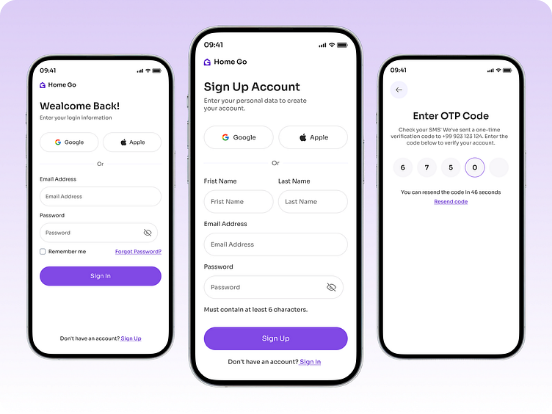 09:41
Home Go
Wealcome Back!
Enter your login information
Google
Apple
Or
Email Address
Email Address
Password
Password
Remember me
Forgot Password?
Sign In
Don't have an account? Sign Up
09:41
Home Go
Sign Up Account
Enter your personal data to create
your account.
Google
Apple
Or
Frist Name
Last Name
Frist Name
Last Name
Email Address
Email Address
Password
Password
Must contain at least 6 characters.
Sign Up
Don't have an account? Sign In
09:41
Enter OTP Code
Check your SMS' We'ved sent a one-time
verification code to +99 923 123 124. Enter the
code below to verify your account.
6 7 5 0
You can resend the code in 46 seconds
Resend code